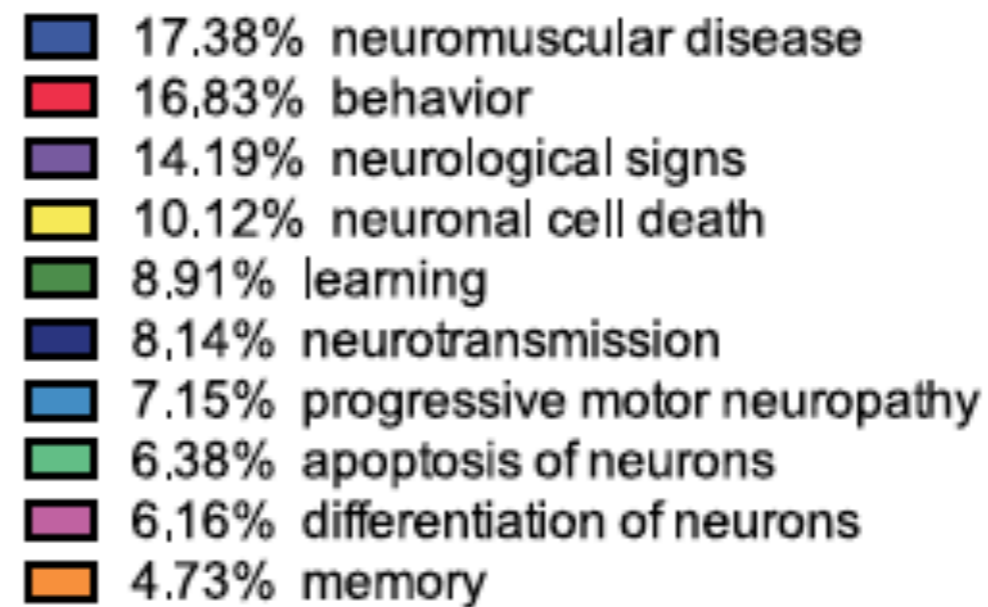 17.38% neuromuscular disease
16.83% behavior
14.19% neurological signs
10.12% neuronal cell death
8.91% learning
8.14% neurotransmission
7.15% progressive motor neuropathy
6.38% apoptosis of neurons
6.16% differentiation of neurons
4.73% memory